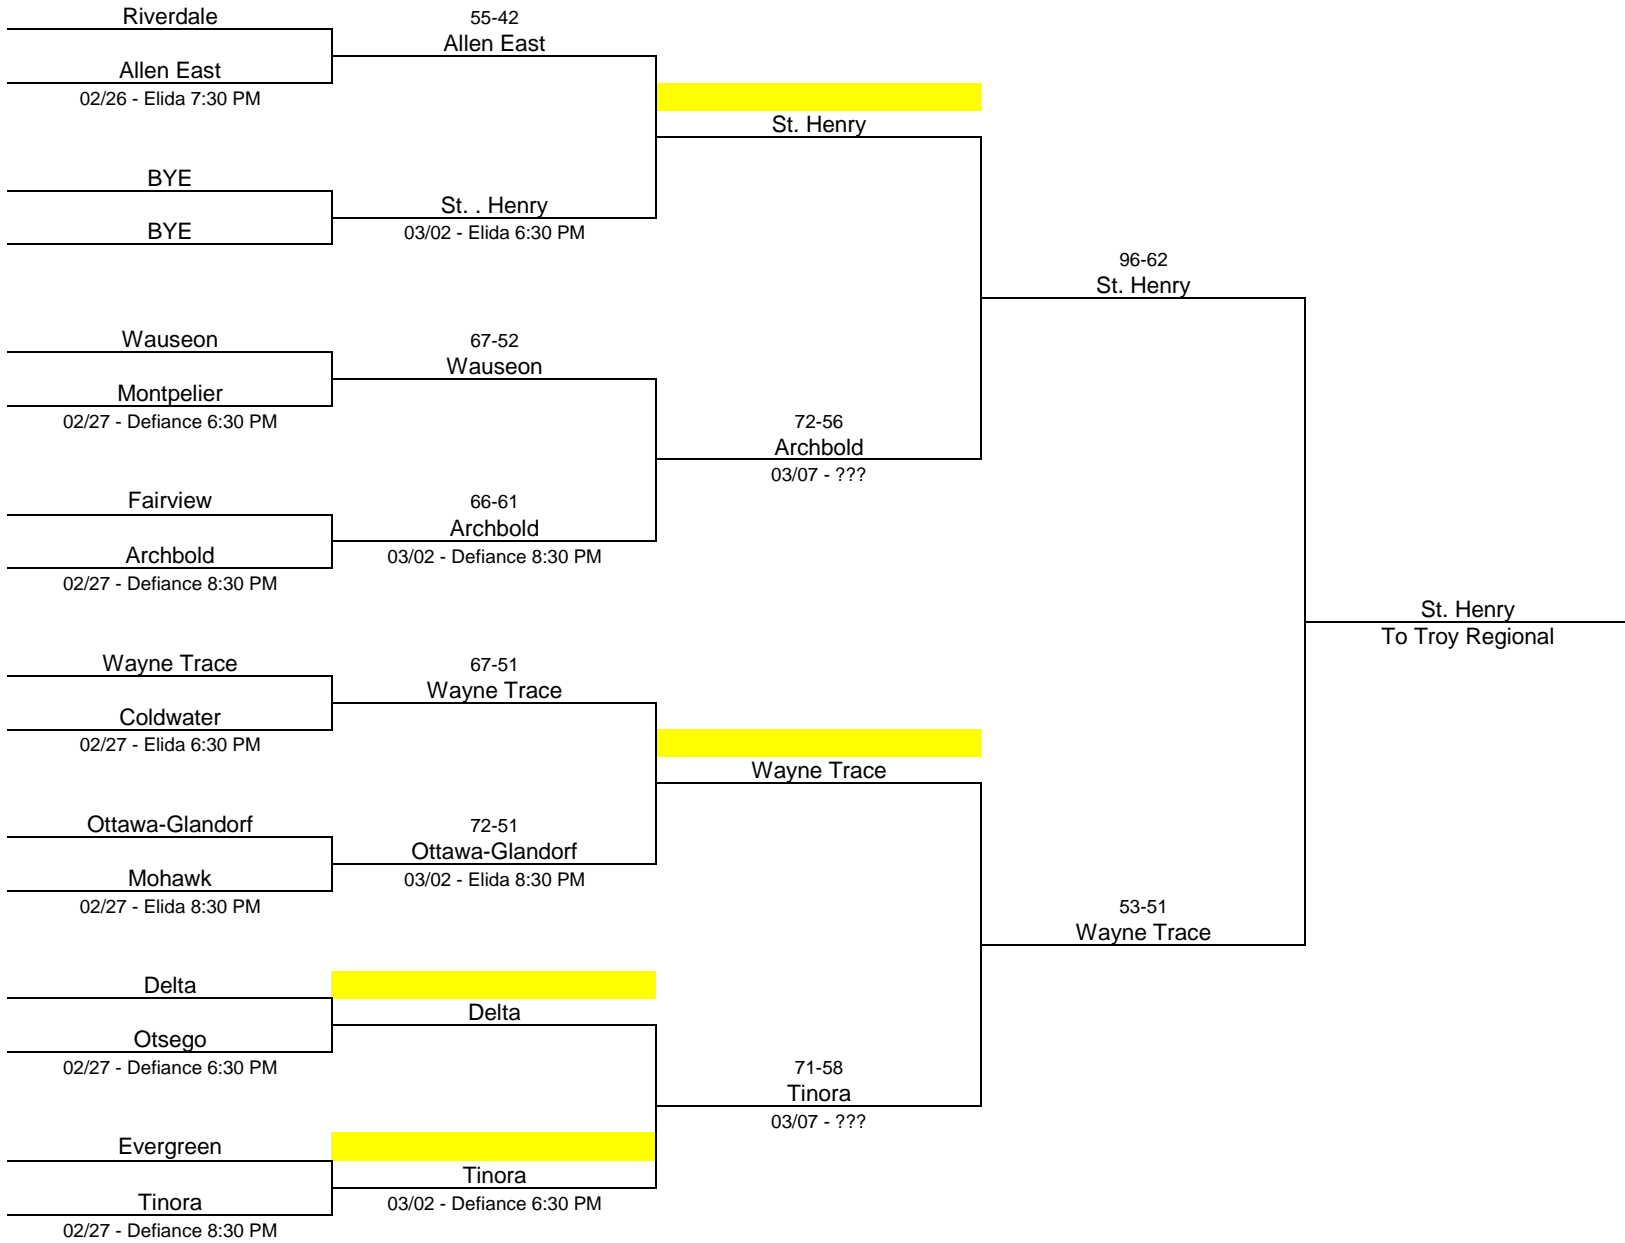 Riverdale
55-42
Allen East
Allen East
02/26 - Elida 7:30 PM
St. Henry
BYE
St. . Henry
BYE
03/02 - Elida 6:30 PM
96-62
St. Henry
Wauseon
67-52
Wauseon
Montpelier
02/27 - Defiance 6:30 PM
72-56
Archbold
03/07 - ???
Fairview
66-61
Archbold
Archbold
03/02 - Defiance 8:30 PM
02/27 - Defiance 8:30 PM
St. Henry
To Troy Regional
Wayne Trace
67-51
Wayne Trace
Coldwater
02/27 - Elida 6:30 PM
Wayne Trace
Ottawa-Glandorf
72-51
Ottawa-Glandorf
Mohawk
03/02 - Elida 8:30 PM
02/27 - Elida 8:30 PM
53-51
Wayne Trace
Delta
Delta
Otsego
02/27 - Defiance 6:30 PM
71-58
Tinora
03/07 - ???
Evergreen
Tinora
Tinora
03/02 - Defiance 6:30 PM
02/27 - Defiance 8:30 PM